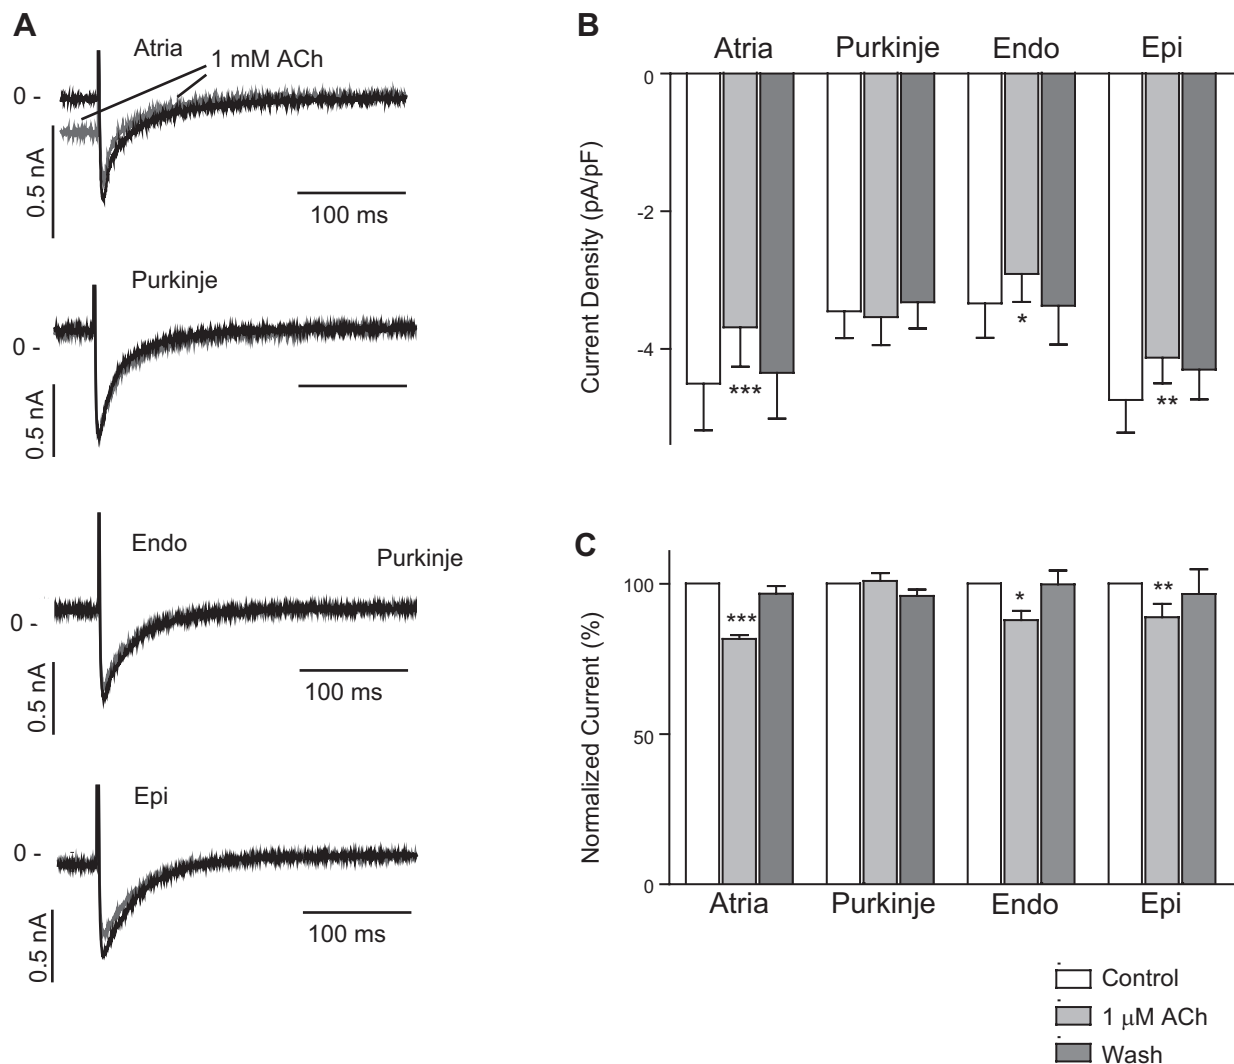 A
Atria
1 mM ACh
0 -
0.5 nA
100 ms
Purkinje
0 -
0.5 nA
Endo
Purkinje
0 -
0.5 nA
100 ms
Epi
0 -
0.5 nA
100 ms
B
Atria Purkinje Endo Epi
Current Density (pA/pF)
0
-2
-4
***
*
**
C
Normalized Current (%)
100
50
0
***
*
**
Atria Purkinje Endo Epi
Control
1 μM ACh
Wash